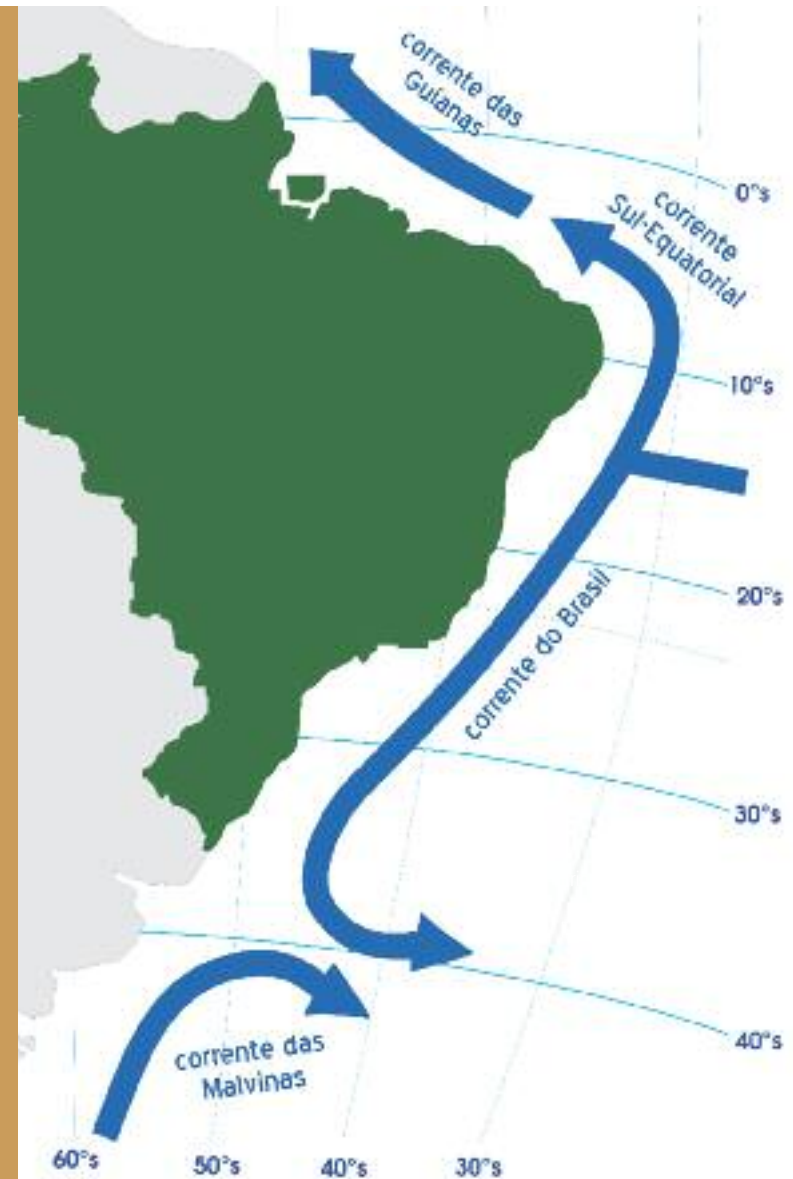 corrente das
Guianas
0°s
corrente
Sul-Equatorial
10°s
20°s
corrente do Brasil
30°s
40°s
corrente das
Malvinas
60°s
50°s
40°s
30°s